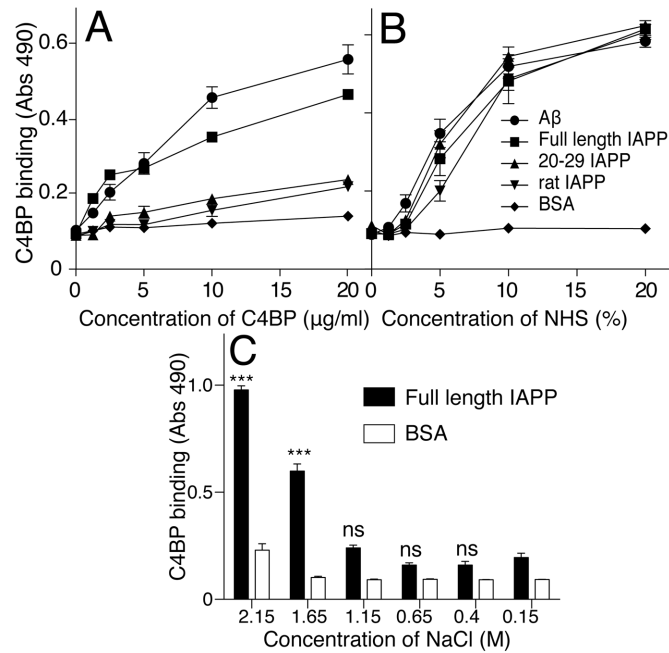 A
B
C4BP binding (Abs 490)
0.6
0.4
0.2
0
0 5 10 15 20
0 5 10 15 20
Concentration of C4BP (μg/ml)
Concentration of NHS (%)
Aβ
Full length IAPP
20-29 IAPP
rat IAPP
BSA
C
C4BP binding (Abs 490)
1.0
0.5
0
***
***
ns
ns
ns
Full length IAPP
BSA
2.15 1.65 1.15 0.65 0.4 0.15
Concentration of NaCl (M)